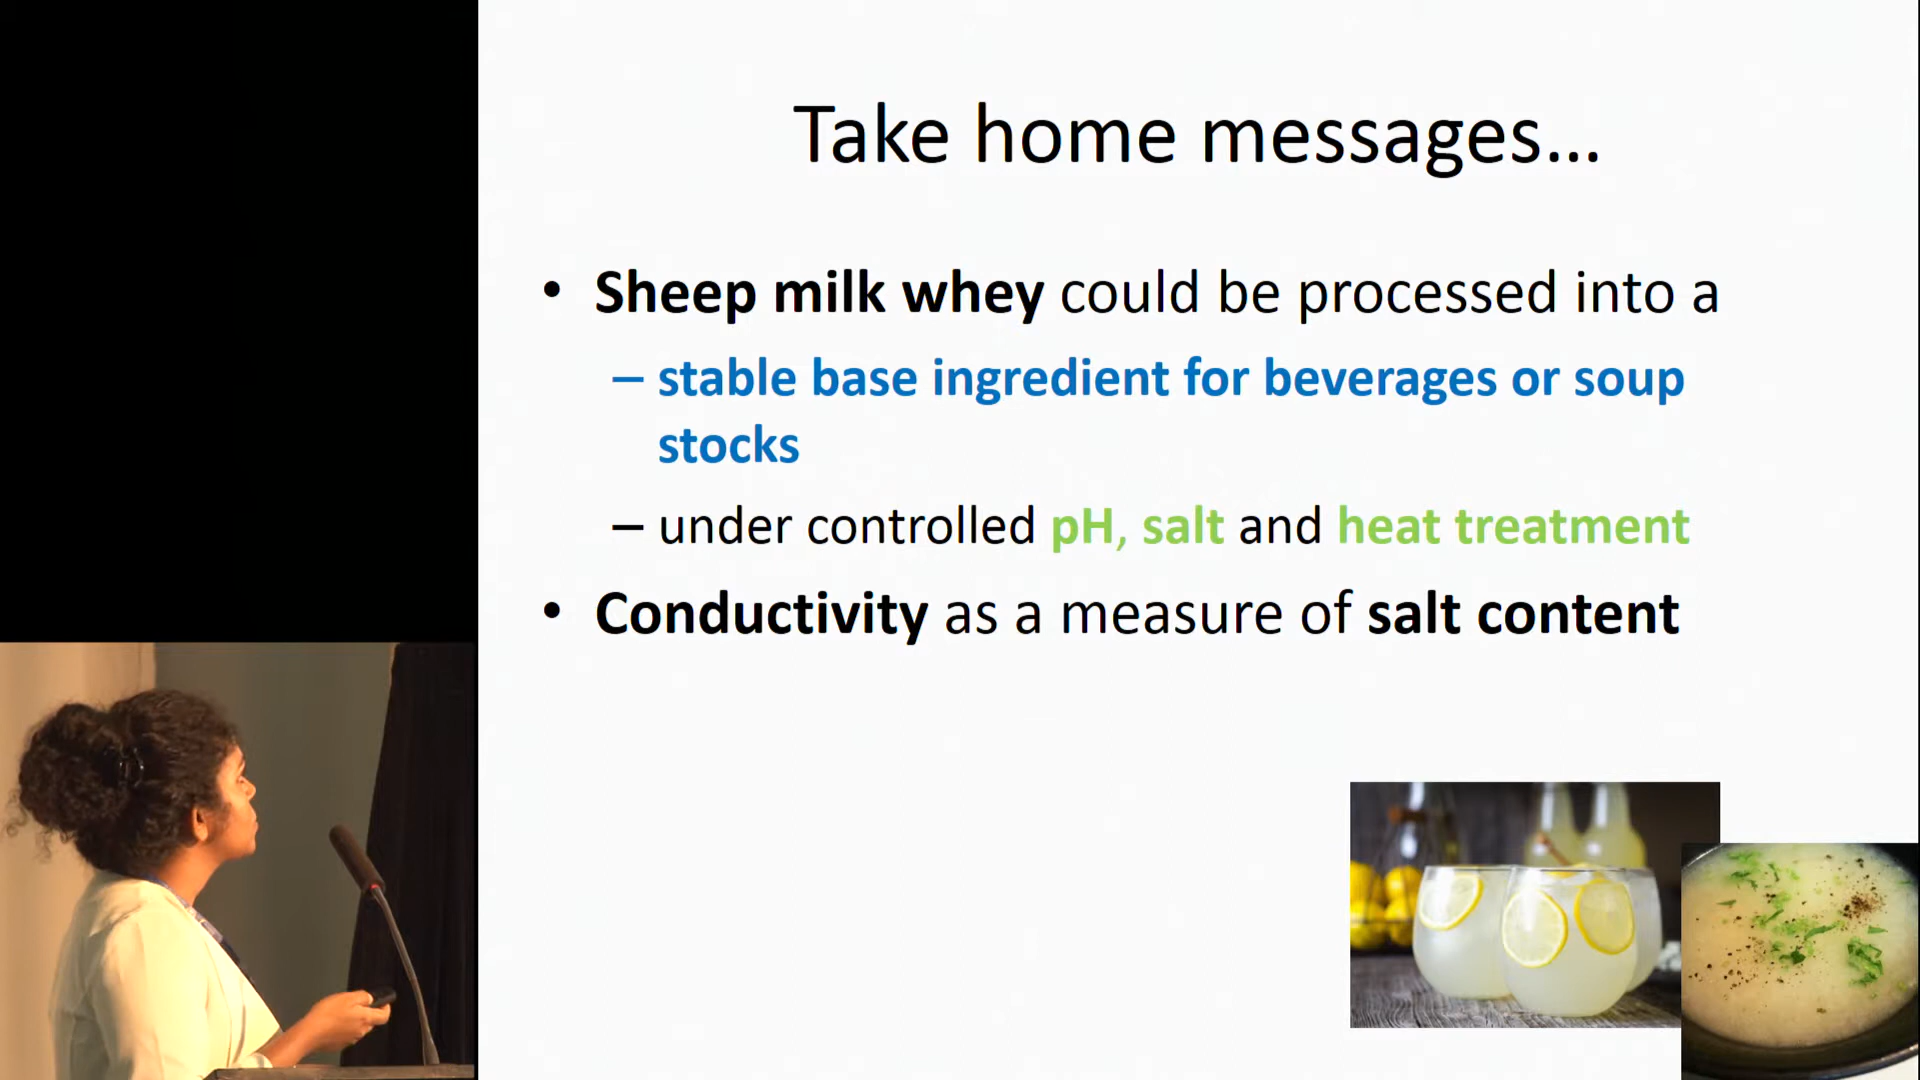 Take home messages...
• Sheep milk whey could be processed into a
– stable base ingredient for beverages or soup
stocks
– under controlled pH, salt and heat treatment
• Conductivity as a measure of salt content